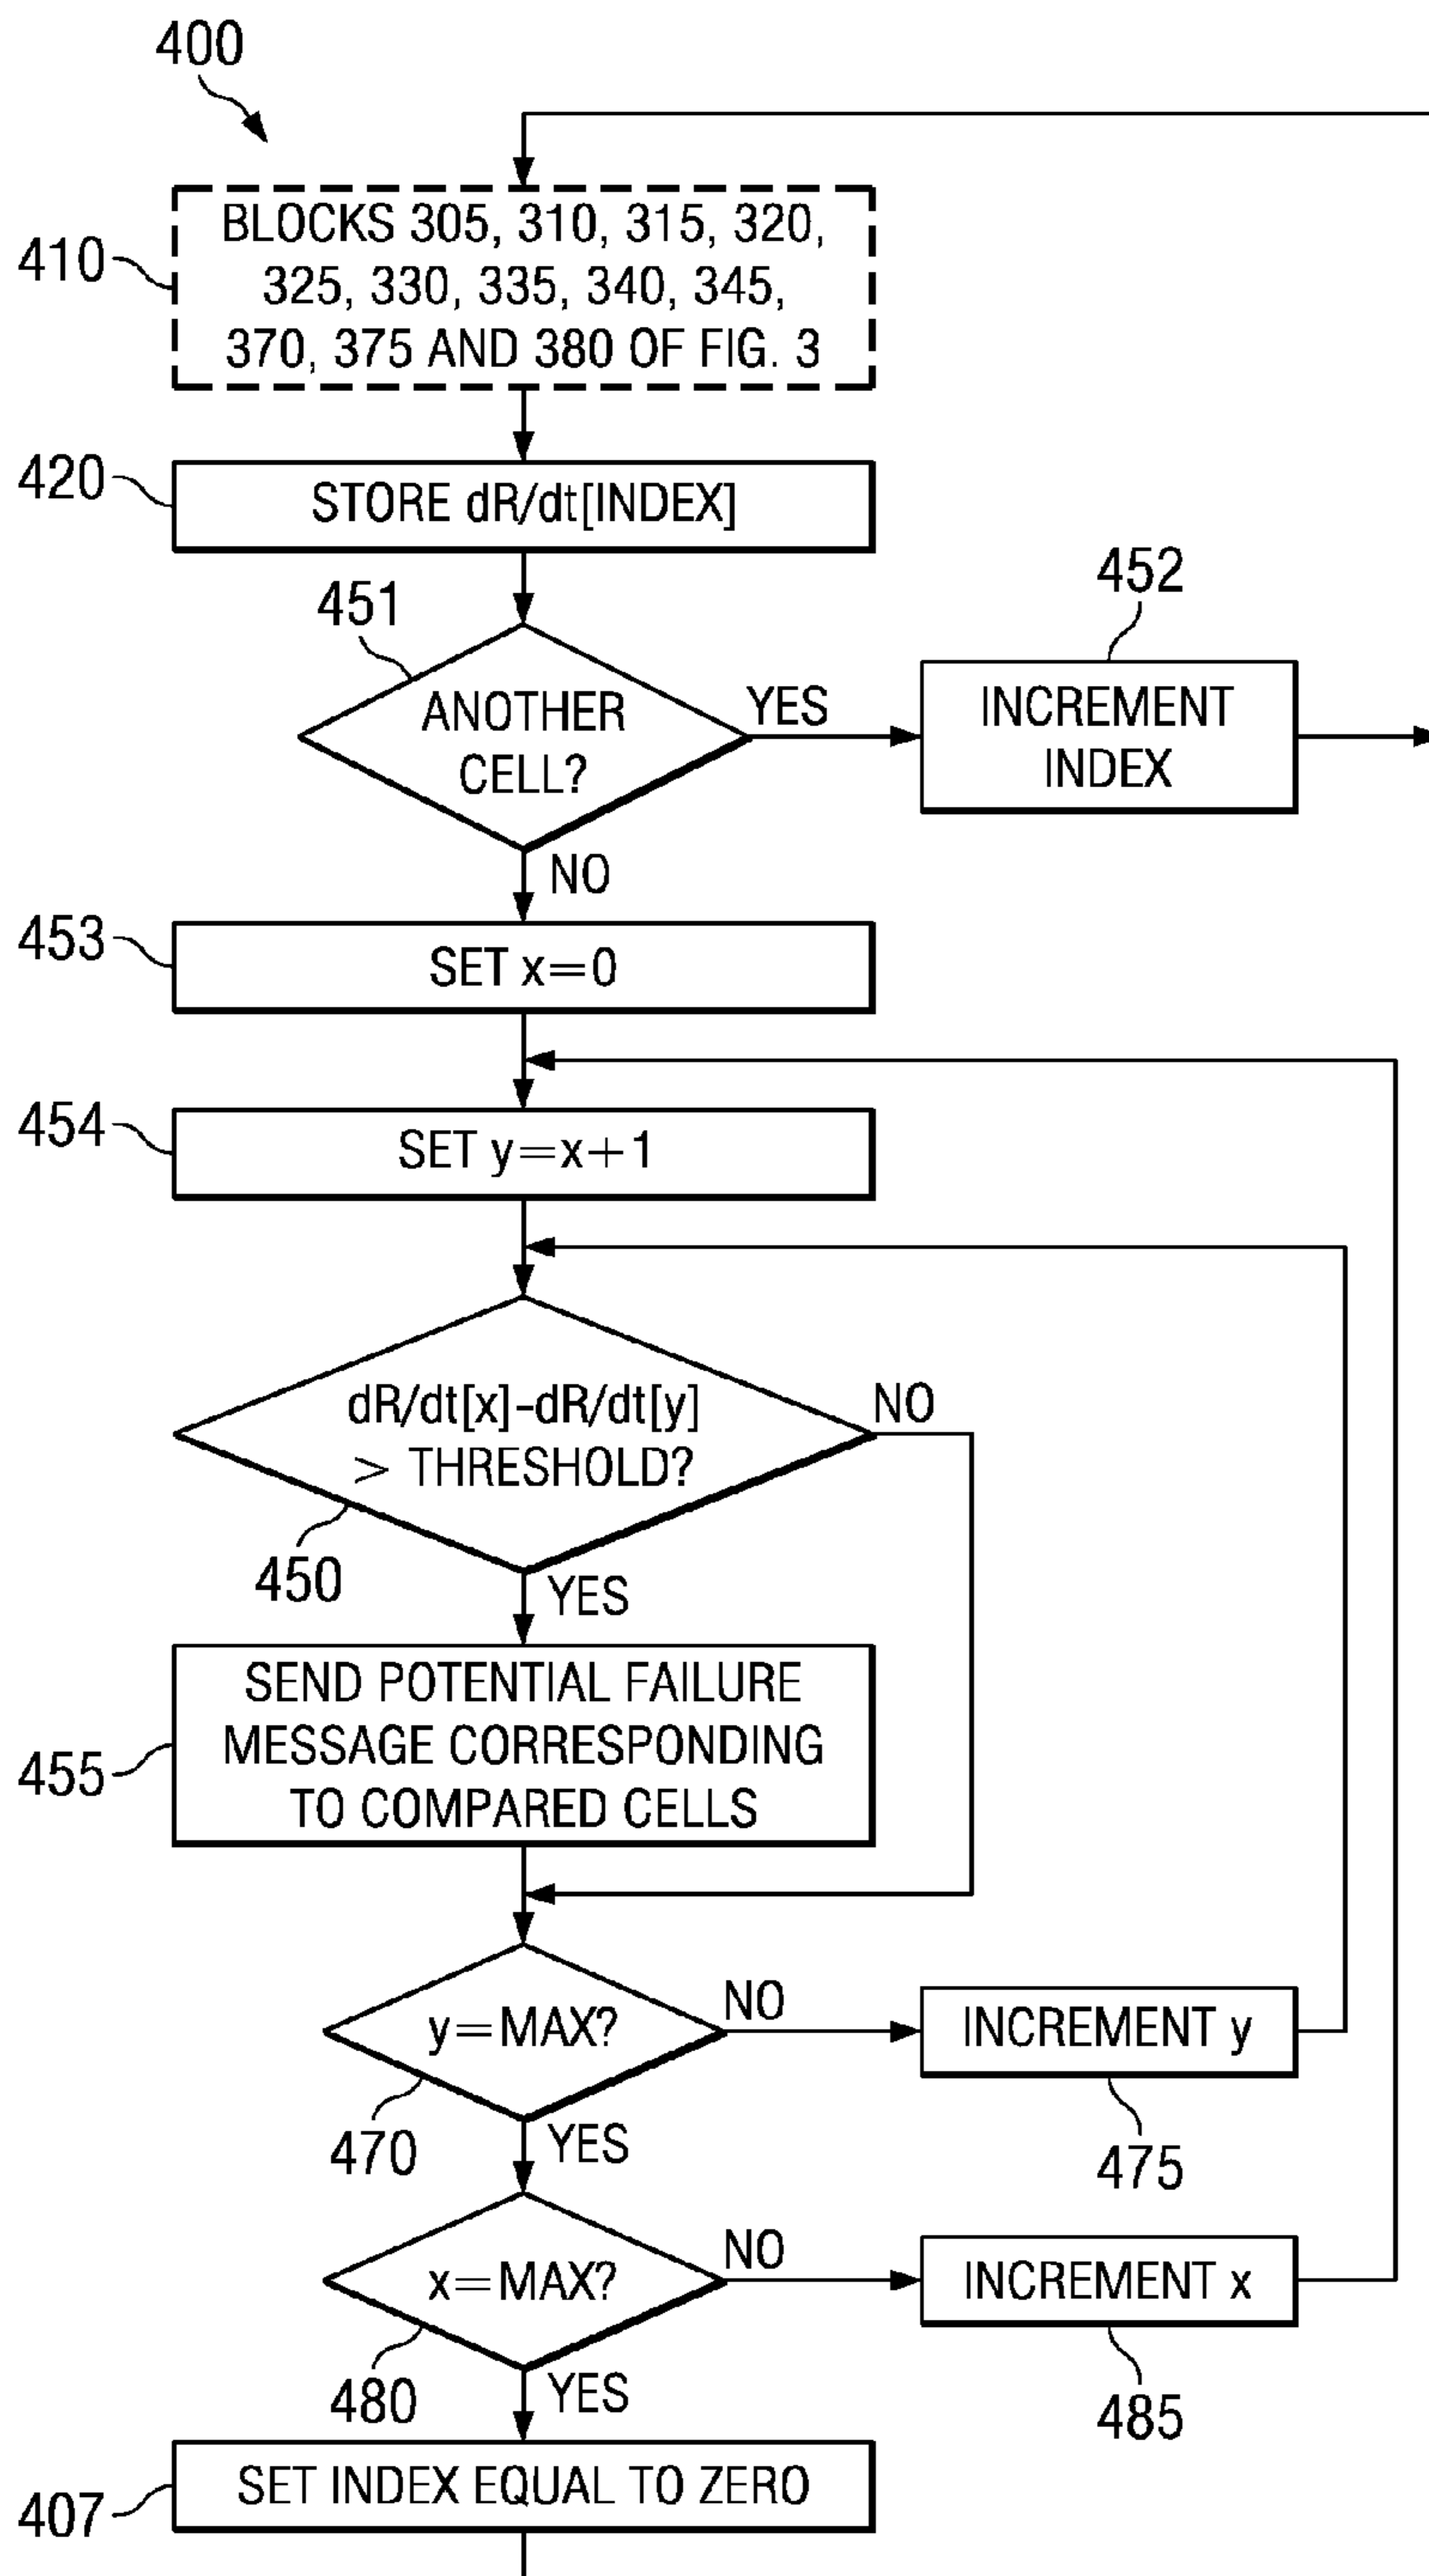 400
410
BLOCKS 305, 310, 315, 320,
325, 330, 335, 340, 345,
370, 375 AND 380 OF FIG. 3
420
STORE dR/dt[INDEX]
451
ANOTHER
CELL?
YES
452
INCREMENT
INDEX
NO
453
SET x=0
454
SET y=x+1
dR/dt[x]-dR/dt[y]
> THRESHOLD?
NO
450
YES
455
SEND POTENTIAL FAILURE
MESSAGE CORRESPONDING
TO COMPARED CELLS
y=MAX?
NO
INCREMENT y
470
YES
475
x=MAX?
NO
INCREMENT x
480
YES
485
407
SET INDEX EQUAL TO ZERO